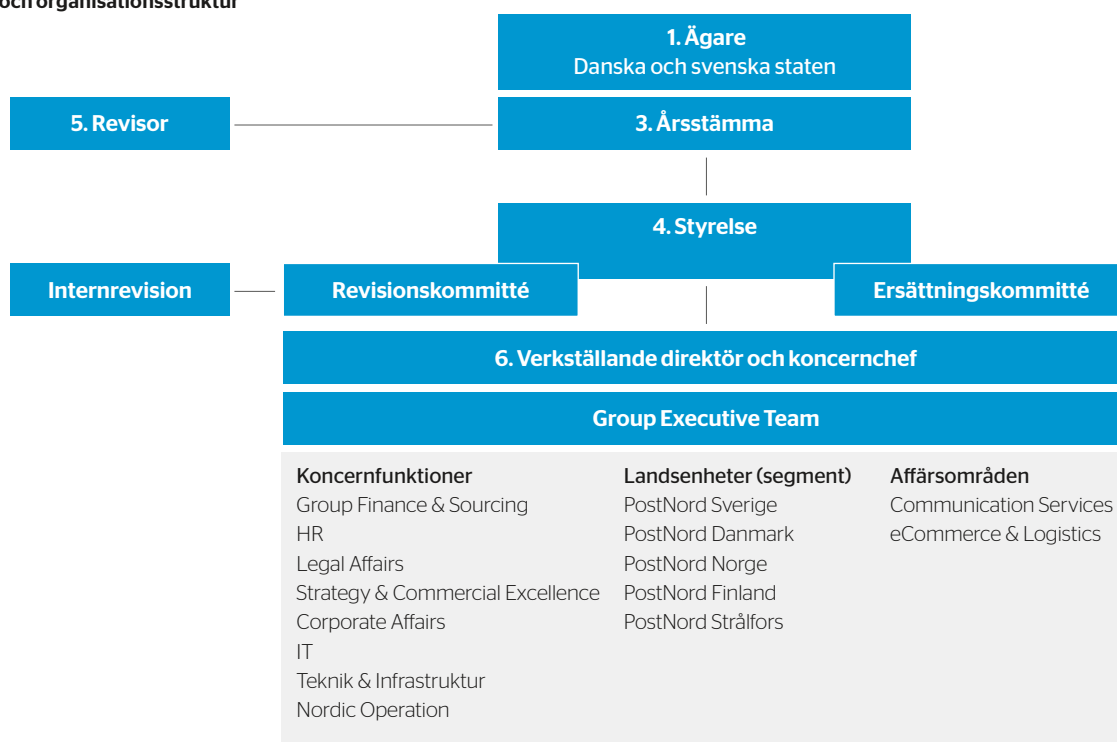 och organisationsstruktur
1. Ägare
Danska och svenska staten
5. Revisor
3. Årsstämma
4. Styrelse
Internrevision
Revisionskommitté
Ersättningskommitté
6. Verkställande direktör och koncernchef
Group Executive Team
Koncernfunktioner
Group Finance & Sourcing
HR
Legal Affairs
Strategy & Commercial Excellence
Corporate Affairs
IT
Teknik & Infrastruktur
Nordic Operation
Landsenheter (segment)
PostNord Sverige
PostNord Danmark
PostNord Norge
PostNord Finland
PostNord Strålfors
Affärsområden
Communication Services
eCommerce & Logistics